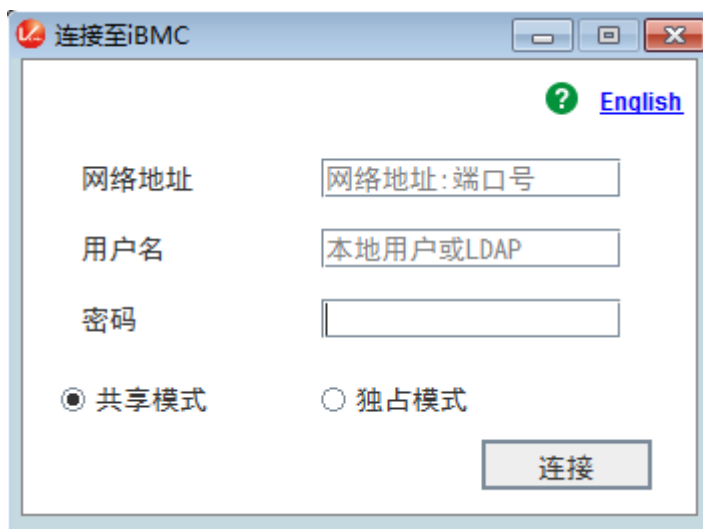 连接至iBMC
? English
网络地址 网络地址:端口号
用户名 本地用户或LDAP
密码
共享模式 独占模式
连接